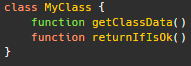 class MyClass {
    function getClassData()
    function returnIfIsOk()
}